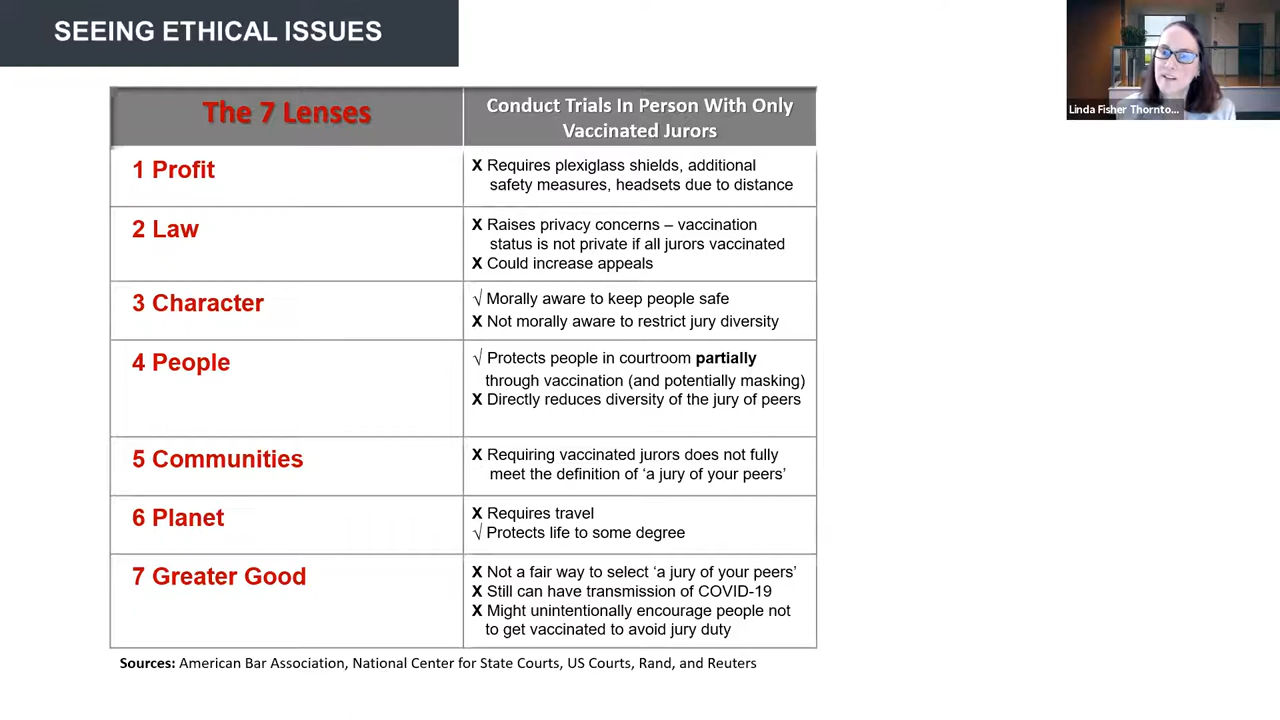 SEEING ETHICAL ISSUES
Linda Fisher Thornto...
The 7 Lenses
Conduct Trials In Person With Only
Vaccinated Jurors
1 Profit
X Requires plexiglass shields, additional
safety measures, headsets due to distance
2 Law
X Raises privacy concerns – vaccination
status is not private if all jurors vaccinated
X Could increase appeals
3 Character
√ Morally aware to keep people safe
X Not morally aware to restrict jury diversity
4 People
√ Protects people in courtroom partially
through vaccination (and potentially masking)
X Directly reduces diversity of the jury of peers
5 Communities
X Requiring vaccinated jurors does not fully
meet the definition of ‘a jury of your peers’
6 Planet
X Requires travel
√ Protects life to some degree
7 Greater Good
X Not a fair way to select ‘a jury of your peers’
X Still can have transmission of COVID-19
X Might unintentionally encourage people not
to get vaccinated to avoid jury duty
Sources: American Bar Association, National Center for State Courts, US Courts, Rand, and Reuters